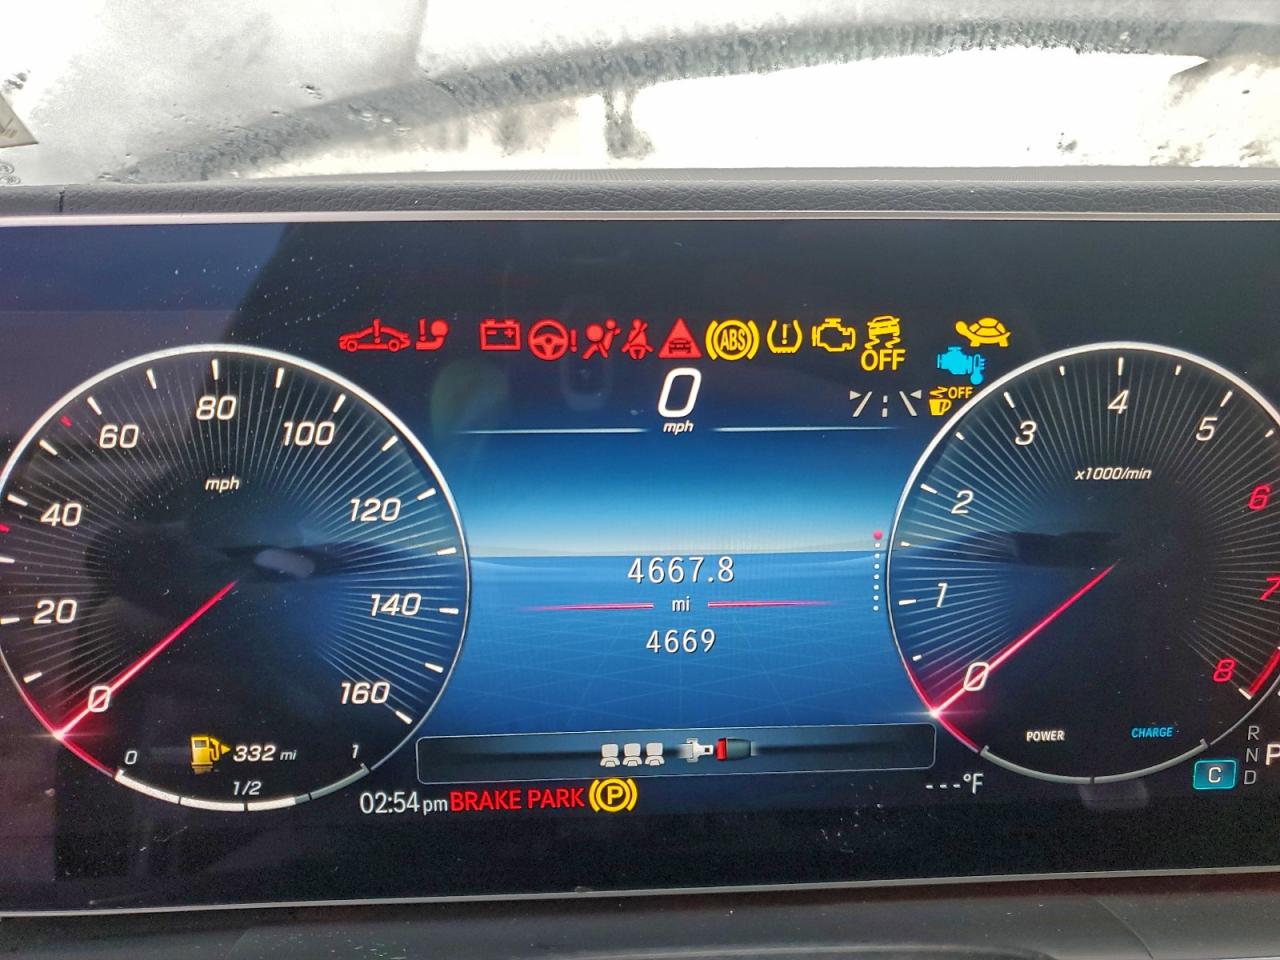 ABS
OFF
OFF
0
mph
0 20 40 60 80 100 120 140 160
mph
0 1 2 3 4 5 6 7 8
x1000/min
4667.8
mi
4669
332 mi
0 1/2 1
POWER CHARGE
02:54pm BRAKE PARK P
---°F
C
R
N P
D